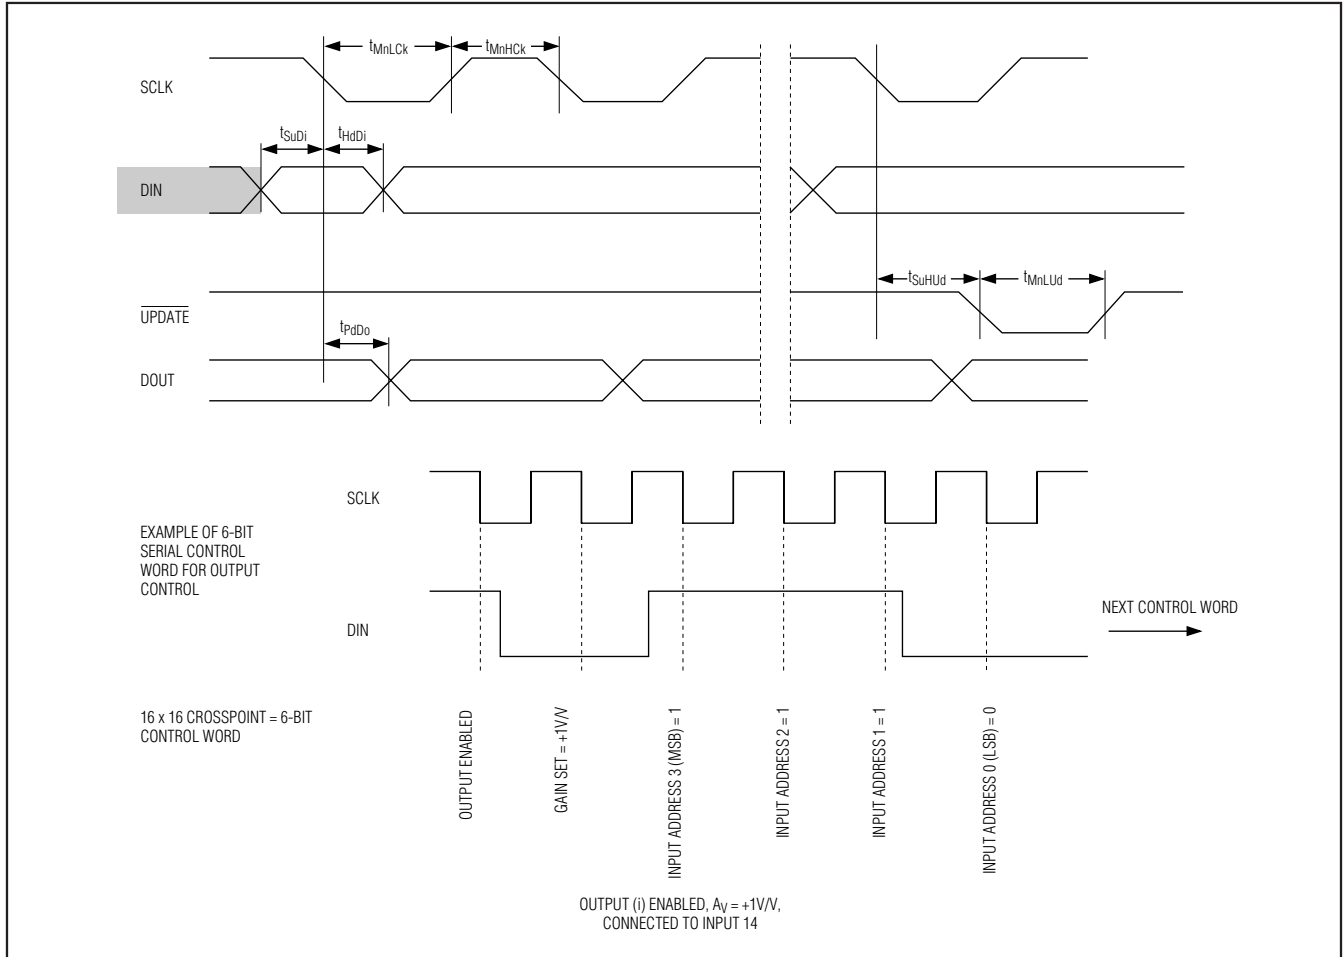 tMnLCk
tMnHCk
SCLK
tSuDi
tHdDi
DIN
tSuHUd
tMnLUd
UPDATE
tPdDo
DOUT
SCLK
EXAMPLE OF 6-BIT
SERIAL CONTROL
WORD FOR OUTPUT
CONTROL
DIN
NEXT CONTROL WORD
16 x 16 CROSSPOINT = 6-BIT
CONTROL WORD
OUTPUT ENABLED
GAIN SET = +1V/V
INPUT ADDRESS 3 (MSB) = 1
INPUT ADDRESS 2 = 1
INPUT ADDRESS 1 = 1
INPUT ADDRESS 0 (LSB) = 0
OUTPUT (i) ENABLED, AV = +1V/V,
CONNECTED TO INPUT 14